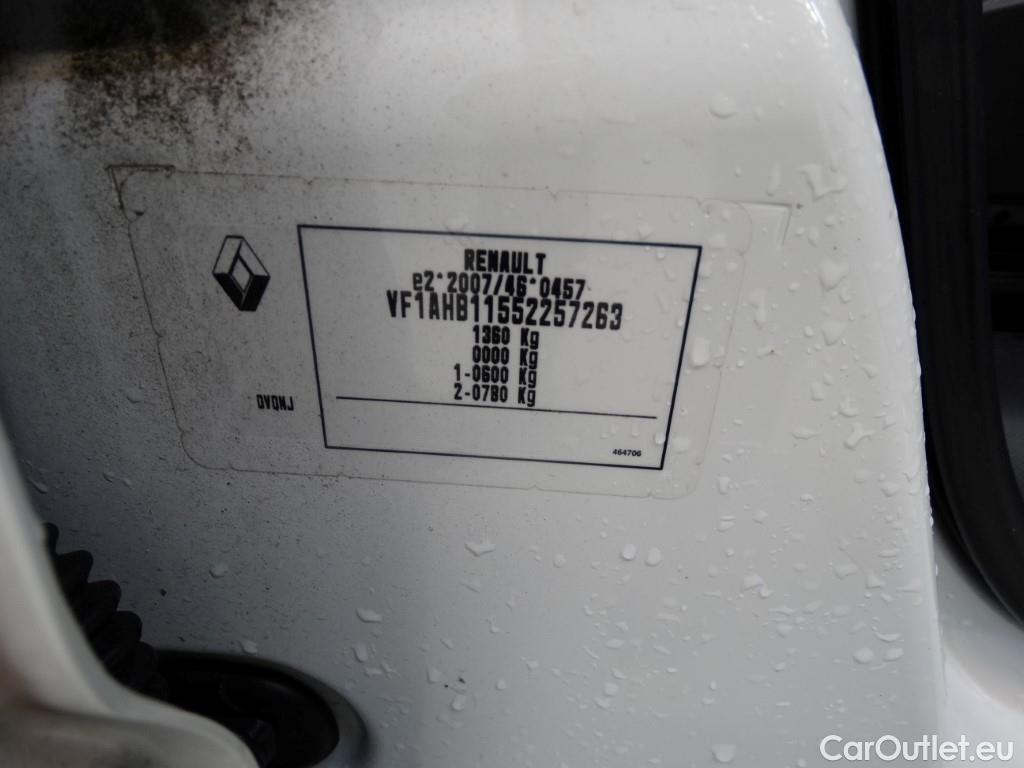 RENAULT
e2*2007/46*0457
VF1AHB11552257263
1360 Kg
0000 Kg
1-0600 Kg
2-0780 Kg
DVQNJ
464706
CarOutlet.eu